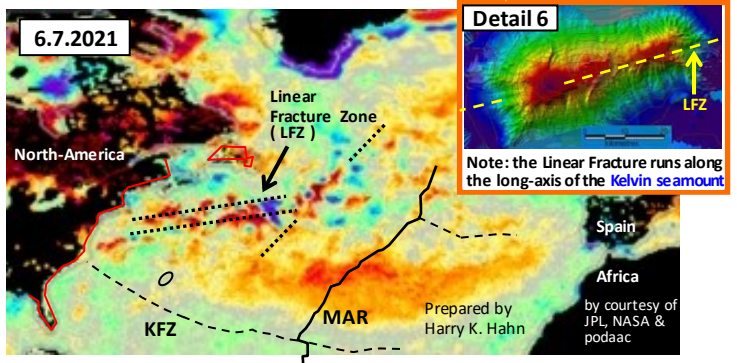 6.7.2021
Linear
Fracture Zone
( LFZ )
North-America
KFZ
MAR
Prepared by
Harry K. Hahn
Spain
Africa
by courtesy of
JPL, NASA &
podaac
Detail 6
LFZ
Note: the Linear Fracture runs along
the long-axis of the Kelvin seamount